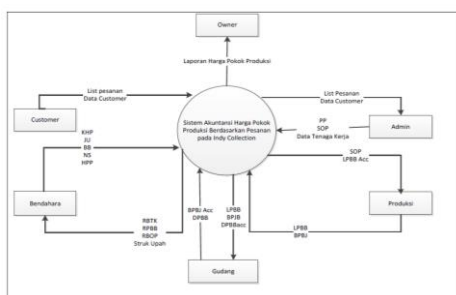 Owner
Laporan Harga Pokok Produksi
List pesanan
Data Customer
Customer
Sistem Akuntansi Harga Pokok
Produksi Berdasarkan Pesanan
pada Indy Collection
List Pesanan
Data Customer
Admin
PP
SOP
Data Tenaga Kerja
KHP
JU
BB
NS
HPP
Bendahara
RBTK
RPBB
RBOP
Struk Upah
BPBJ Acc
DPBB
LPBB
BPJB
DPBBacc
Gudang
SOP
LPBB Acc
Produksi
LPBB
BPBJ